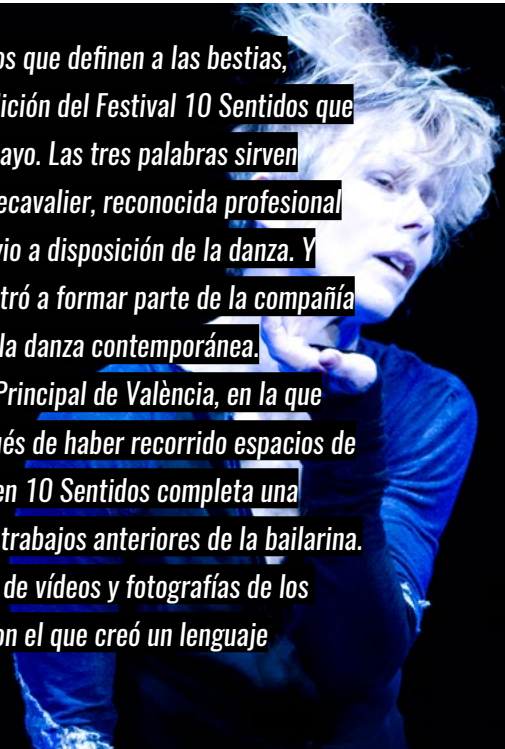 os que definen a las bestias,
dición del Festival 10 Sentidos que
ayo. Las tres palabras sirven
ecavalier, reconocida profesional
vio a disposición de la danza. Y
tró a formar parte de la compañía
la danza contemporánea.
Principal de València, en la que
ués de haber recorrido espacios de
en 10 Sentidos completa una
trabajos anteriores de la bailarina.
de vídeos y fotografías de los
on el que creó un lenguaje